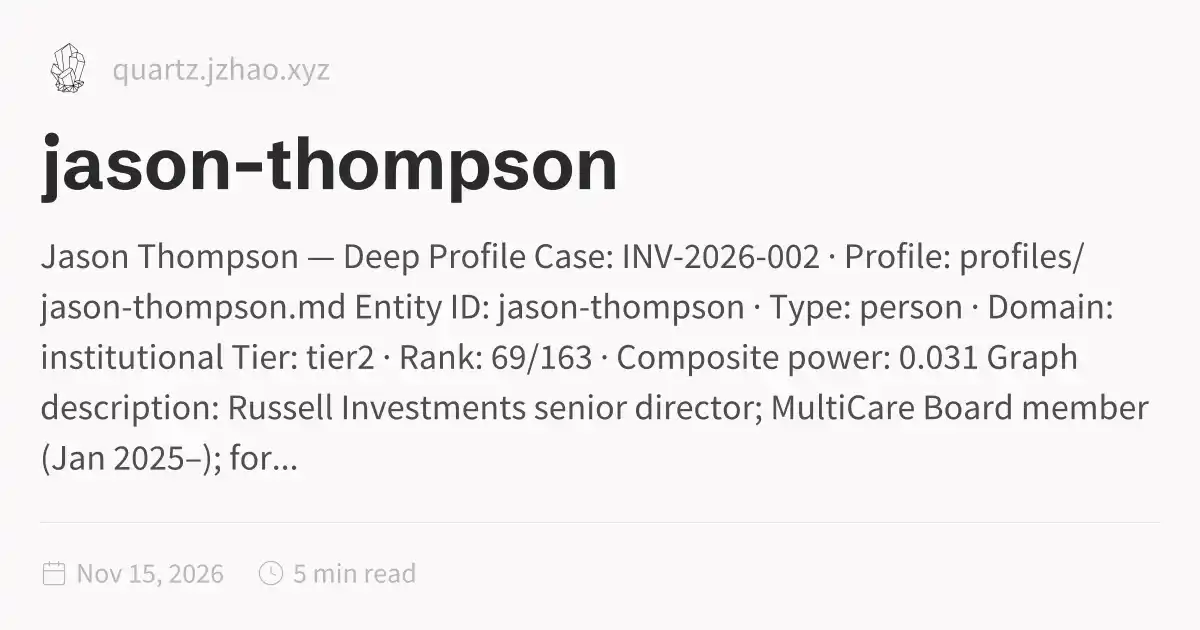 quartz.jzhao.xyz
jason-thompson
Jason Thompson — Deep Profile Case: INV-2026-002 · Profile: profiles/
jason-thompson.md Entity ID: jason-thompson · Type: person · Domain:
institutional Tier: tier2 · Rank: 69/163 · Composite power: 0.031 Graph
description: Russell Investments senior director; MultiCare Board member
(Jan 2025–); for...
Nov 15, 2026 5 min read